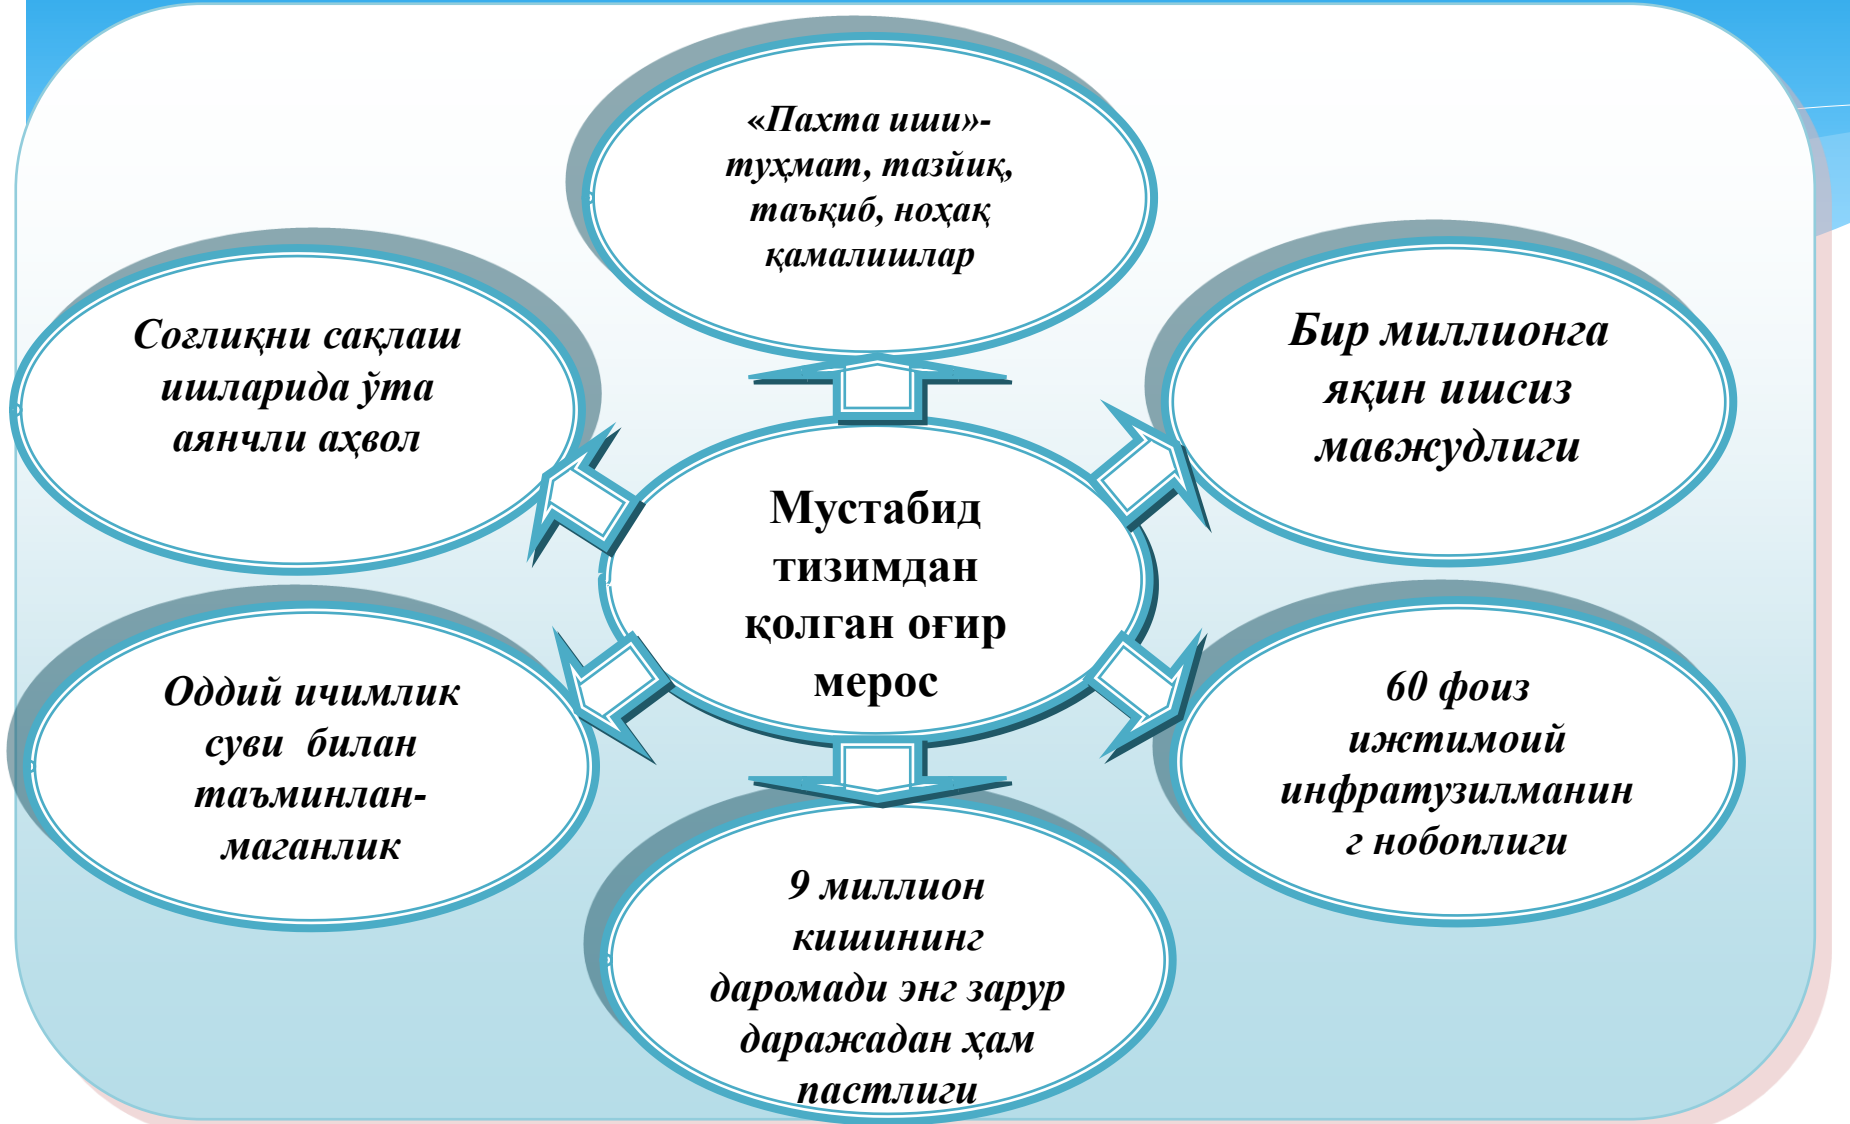 «Пахта иши»-
туҳмат, тазйиқ,
таъқиб, ноҳақ
қамалишлар
Соғлиқни сақлаш
ишларида ўта
аянчли аҳвол
Бир миллионга
яқин ишсиз
мавжудлиги
Мустабид
тизимдан
қолган оғир
мерос
Оддий ичимлик
суви билан
таъминлан-
маганлик
60 фоиз
ижтимоий
инфратузилманин
г нобоплиги
9 миллион
кишининг
даромади энг зарур
даражадан ҳам
пастлиги